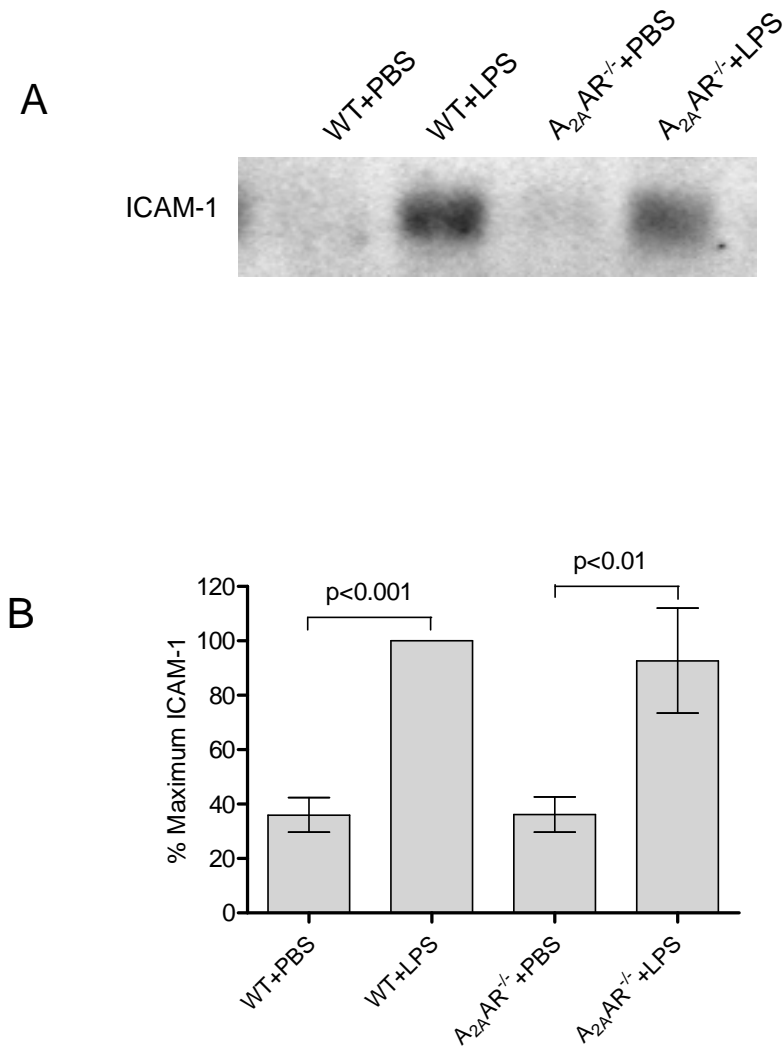 A
WT+PBS
WT+LPS
A2AAR-/-+PBS
A2AAR-/-+LPS
ICAM-1
B
p<0.001
p<0.01
% Maximum ICAM-1
120
100
80
60
40
20
0
WT+PBS
WT+LPS
A2AAR-/-+PBS
A2AAR-/-+LPS